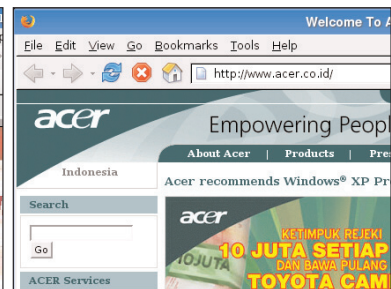 Welcome To A
File Edit View Go Bookmarks Tools Help
http://www.acer.co.id/
acer
Empowering Peopl
About Acer | Products | Pre
Indonesia
Acer recommends Windows® XP Pr
Search
acer
Go
KETIMPUK REJEKI
10 JUTA SETIAP
DAN BAWA PULANG
10JUTA
TOYOTA CAM
ACER Services